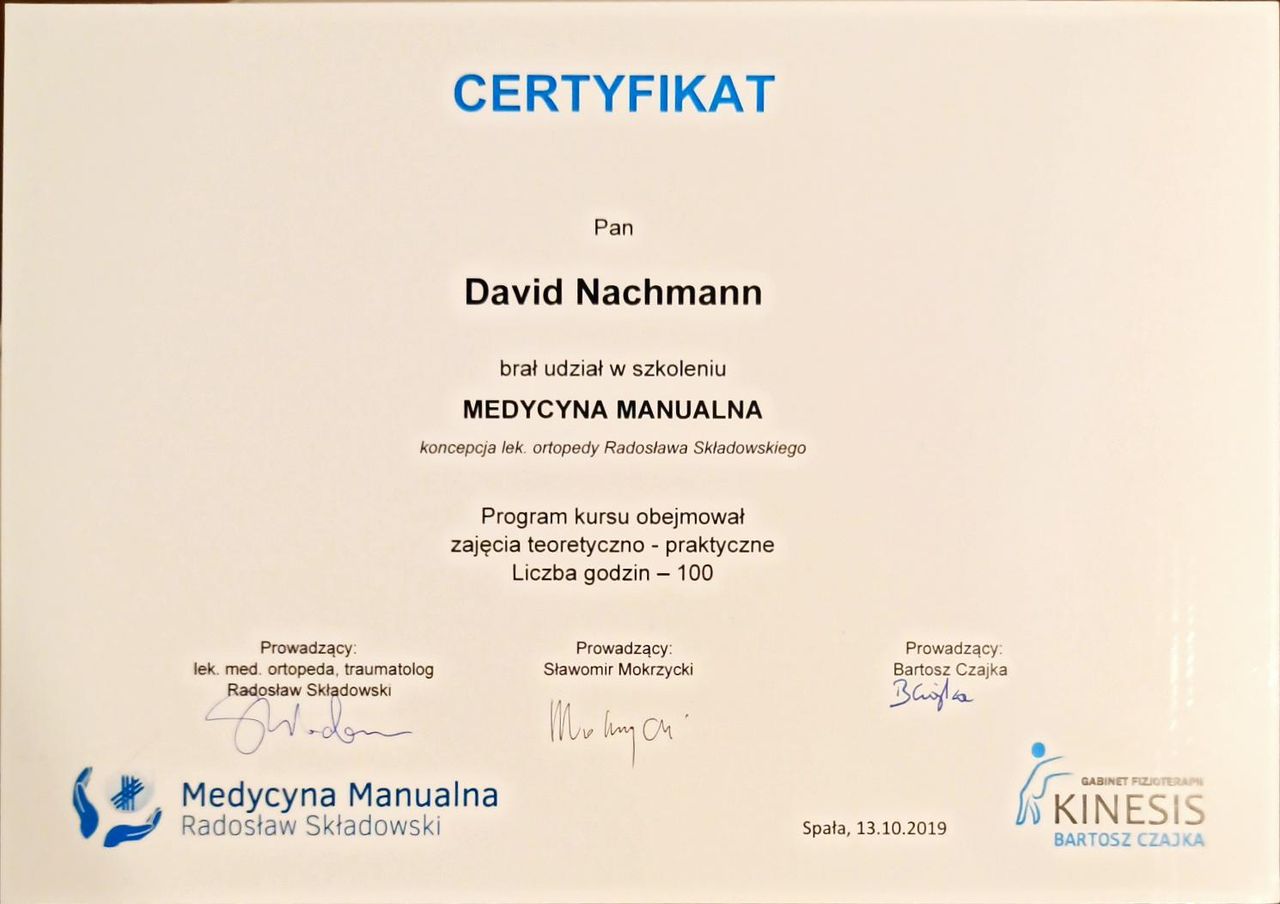 CERTYFIKAT
Pan
David Nachmann
brał udział w szkoleniu
MEDYCYNA MANUALNA
koncepcja lek. ortopedy Radosława Składowskiego
Program kursu obejmował
zajęcia teoretyczno - praktyczne
Liczba godzin – 100
Prowadzący:
lek. med. ortopeda, traumatolog
Radosław Składowski
Prowadzący:
Sławomir Mokrzycki
Prowadzący:
Bartosz Czajka
Medycyna Manualna
Radosław Składowski
Spała, 13.10.2019
GABINET FIZJOTERAPII
KINESIS
BARTOSZ CZAJKA